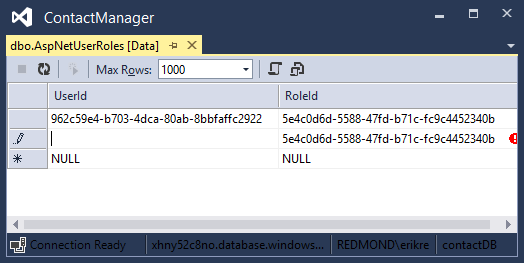 ContactManager
dbo.AspNetUserRoles [Data]
Max Rows: 1000
UserId RoleId
962c59e4-b703-4dca-80ab-8bbfaffc2922 5e4c0d6d-5588-47fd-b71c-fc9c4452340b
5e4c0d6d-5588-47fd-b71c-fc9c4452340b
NULL NULL
Connection Ready xhny52c8no.database.windows... REDMOND\erikre contactDB